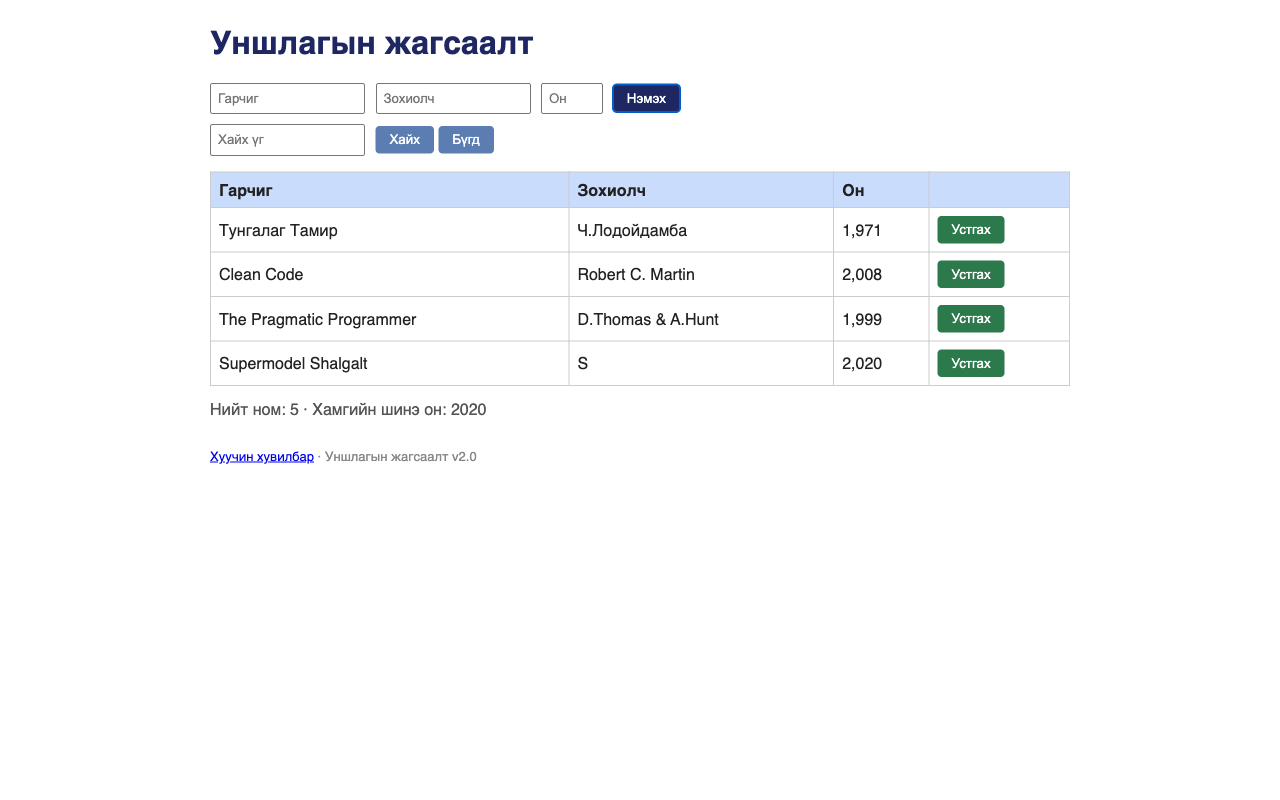 Уншлагын жагсаалт
Гарчиг Зохиолч Он Нэмэх
Хайх үг Хайх Бүгд
Гарчиг Зохиолч Он
Тунгалаг Тамир Ч.Лодойдамба 1,971 Устгах
Clean Code Robert C. Martin 2,008 Устгах
The Pragmatic Programmer D.Thomas & A.Hunt 1,999 Устгах
Supermodel Shalgalt S 2,020 Устгах
Нийт ном: 5 · Хамгийн шинэ он: 2020
Хуучин хувилбар · Уншлагын жагсаалт v2.0